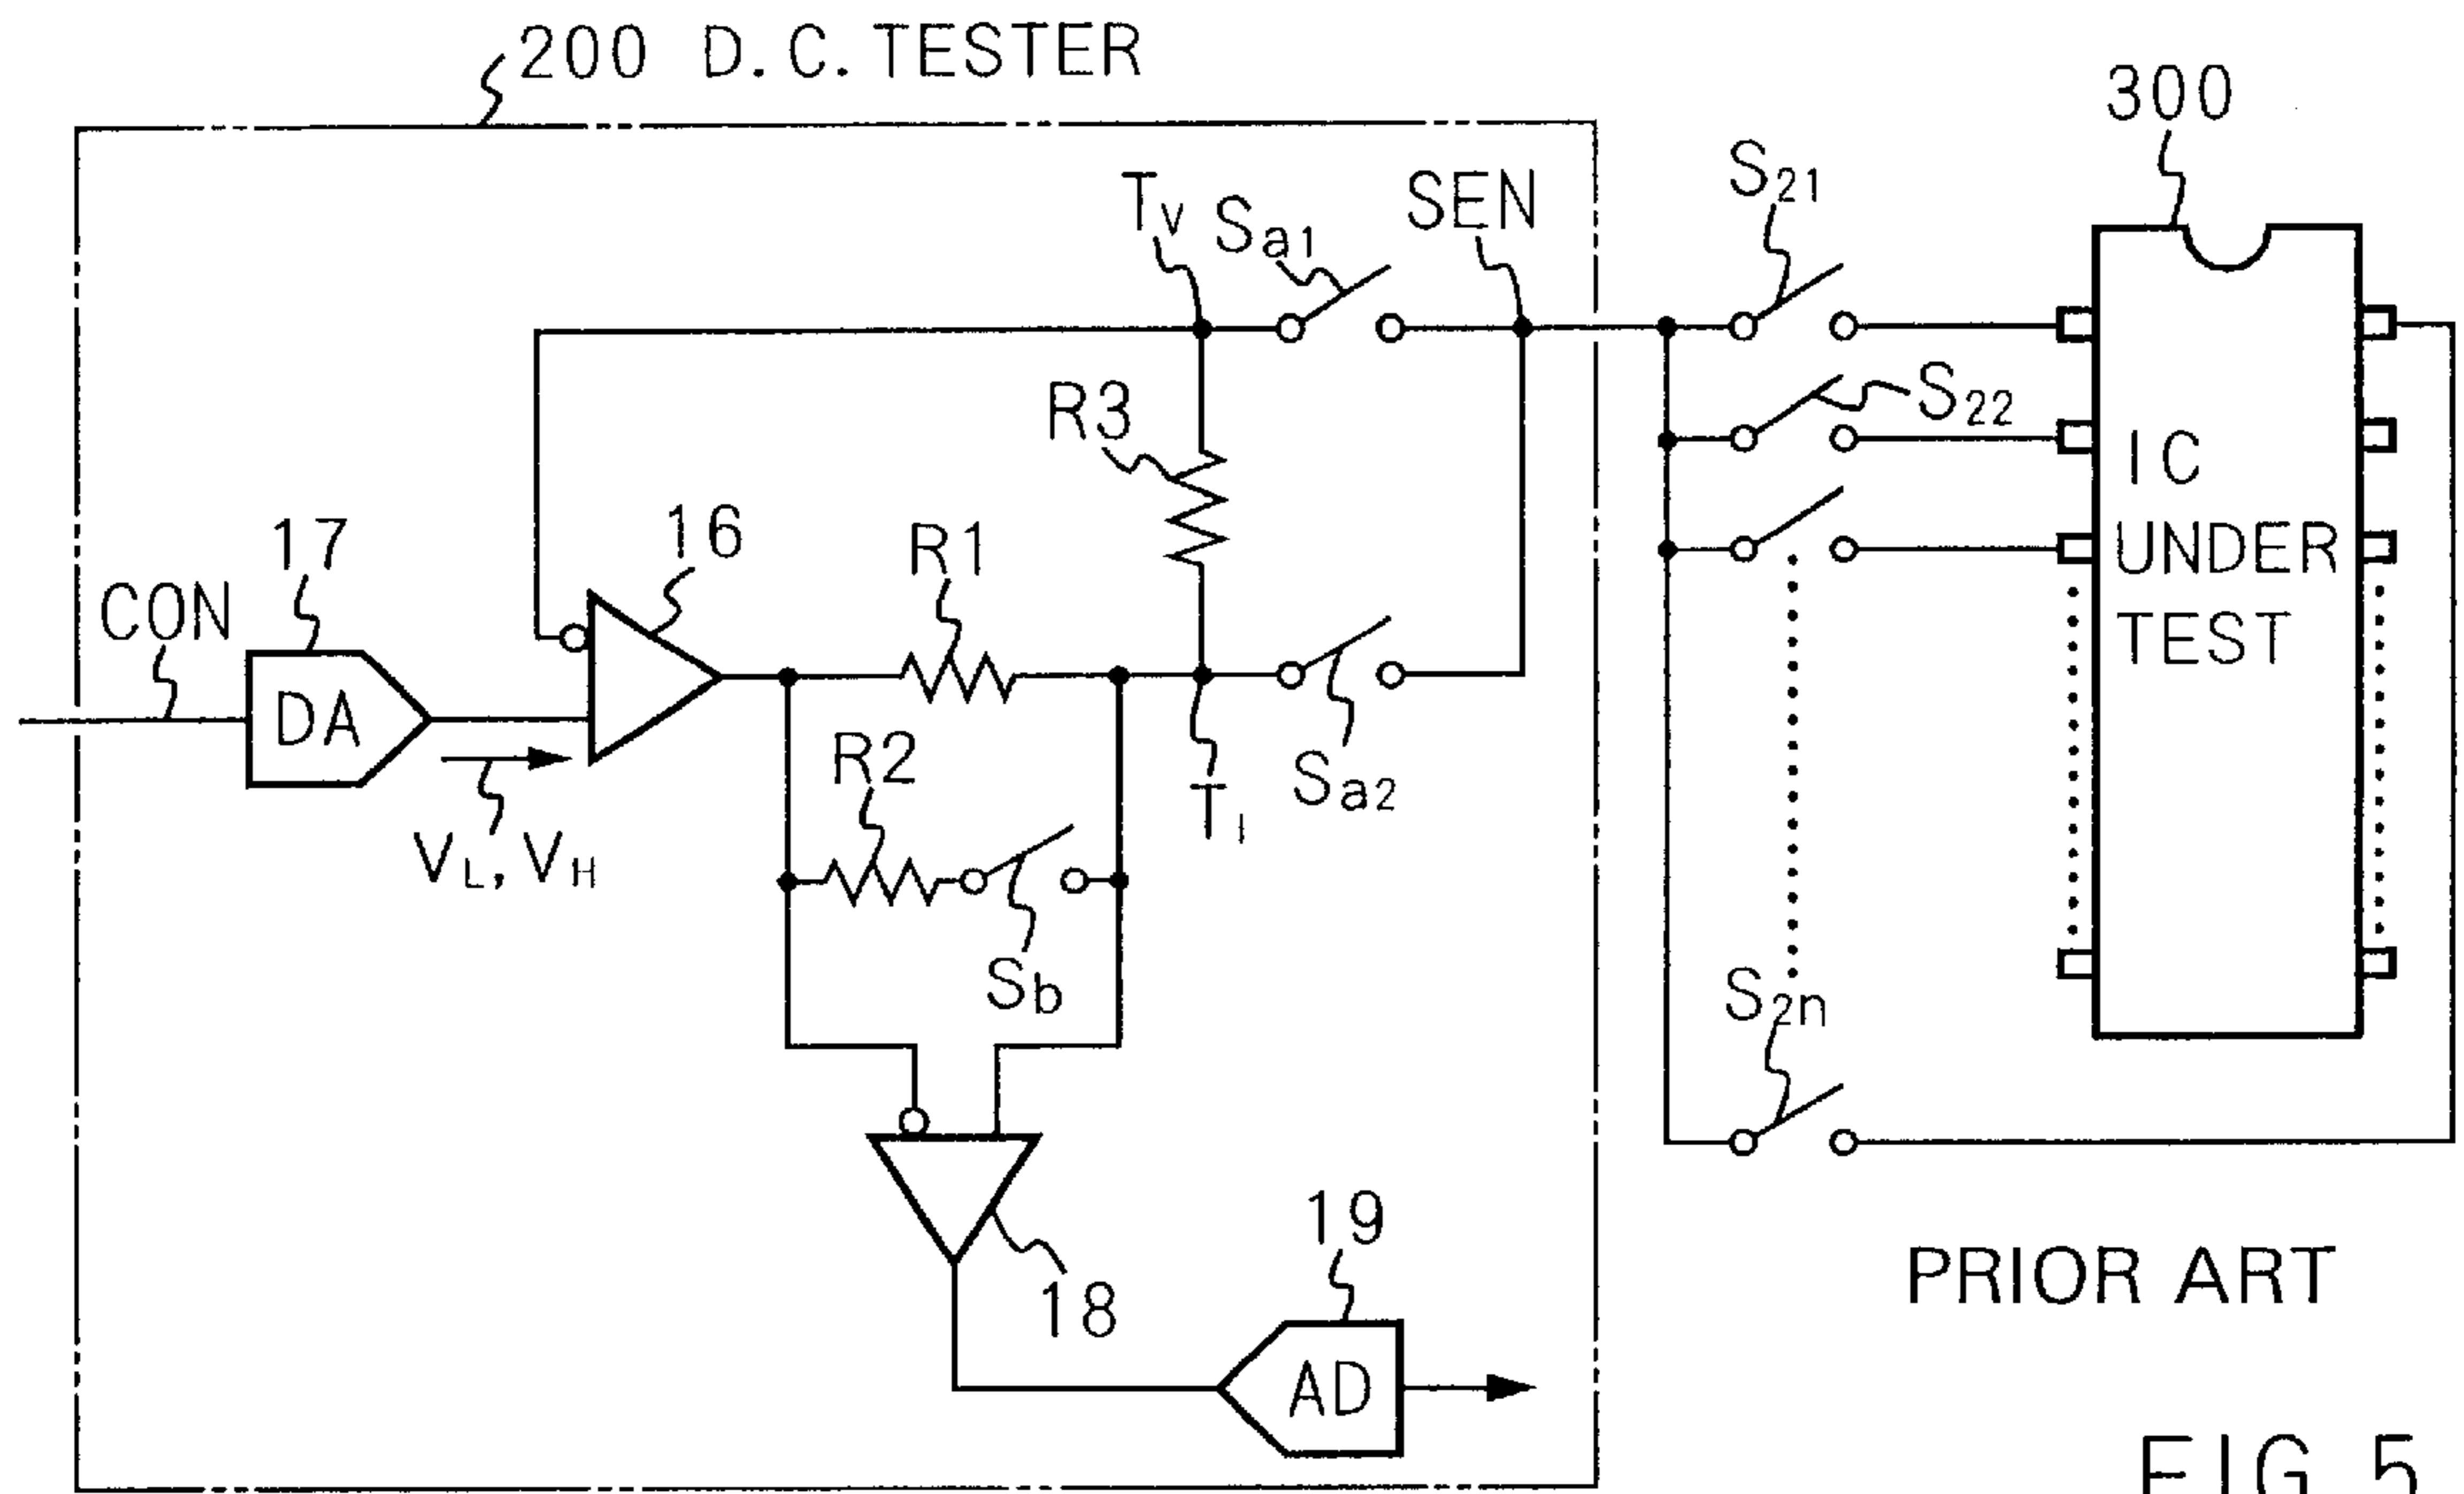 200 D.C. TESTER
300
Tv
Sa1
SEN
S21
S22
R3
IC
UNDER
TEST
17
16
R1
CON
DA
R2
Sa2
TI
VL, VH
Sb
S2n
19
18
AD
PRIOR ART
FIG. 5